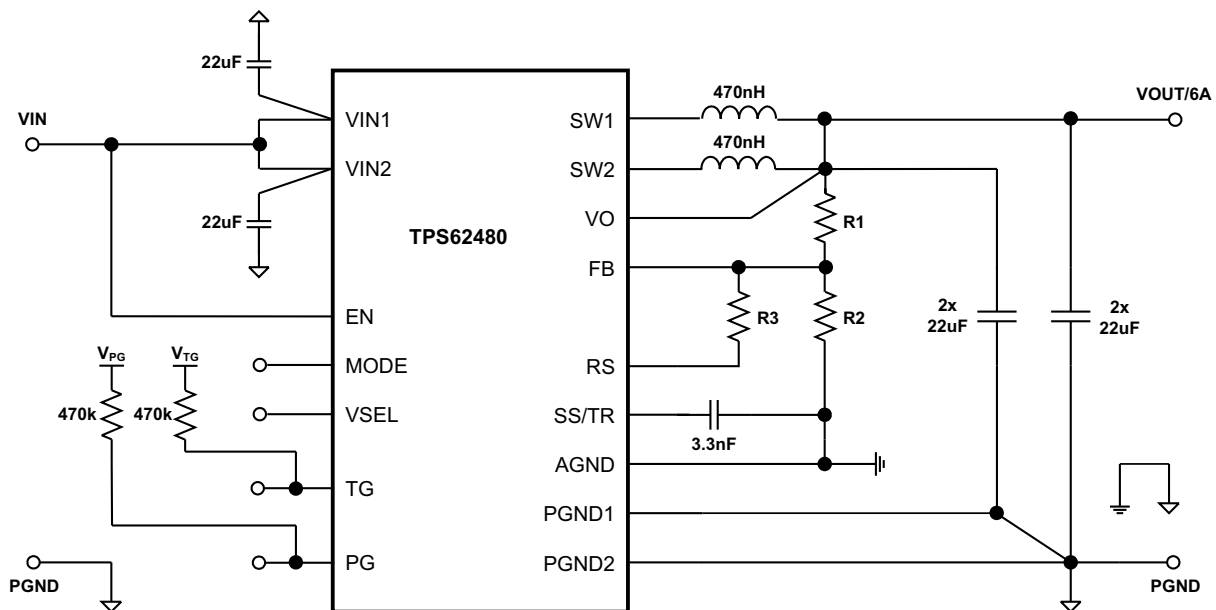 22uF
470nH
VOUT/6A
VIN
VIN1
SW1
470nH
VIN2
SW2
22uF
VO
R1
TPS62480
FB
EN
R3
R2
2x
22uF
2x
22uF
VPG
VTG
MODE
RS
470k
470k
VSEL
SS/TR
3.3nF
AGND
TG
PGND1
PG
PGND2
PGND
PGND